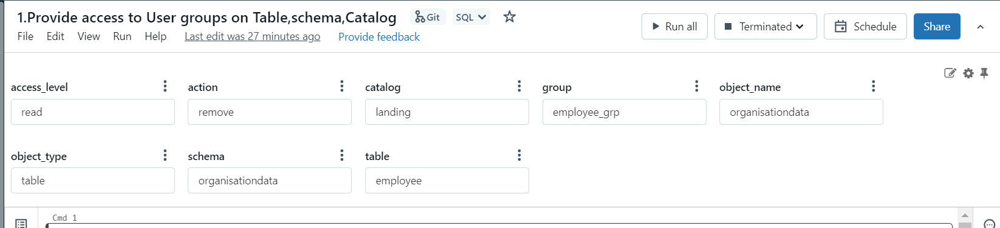 1.Provide access to User groups on Table,schema,Catalog Git SQL
Run all Terminated Schedule Share
File Edit View Run Help Last edit was 27 minutes ago Provide feedback
access_level action catalog group object_name
read remove landing employee_grp organisationdata
object_type schema table
table organisationdata employee
Cmd 1